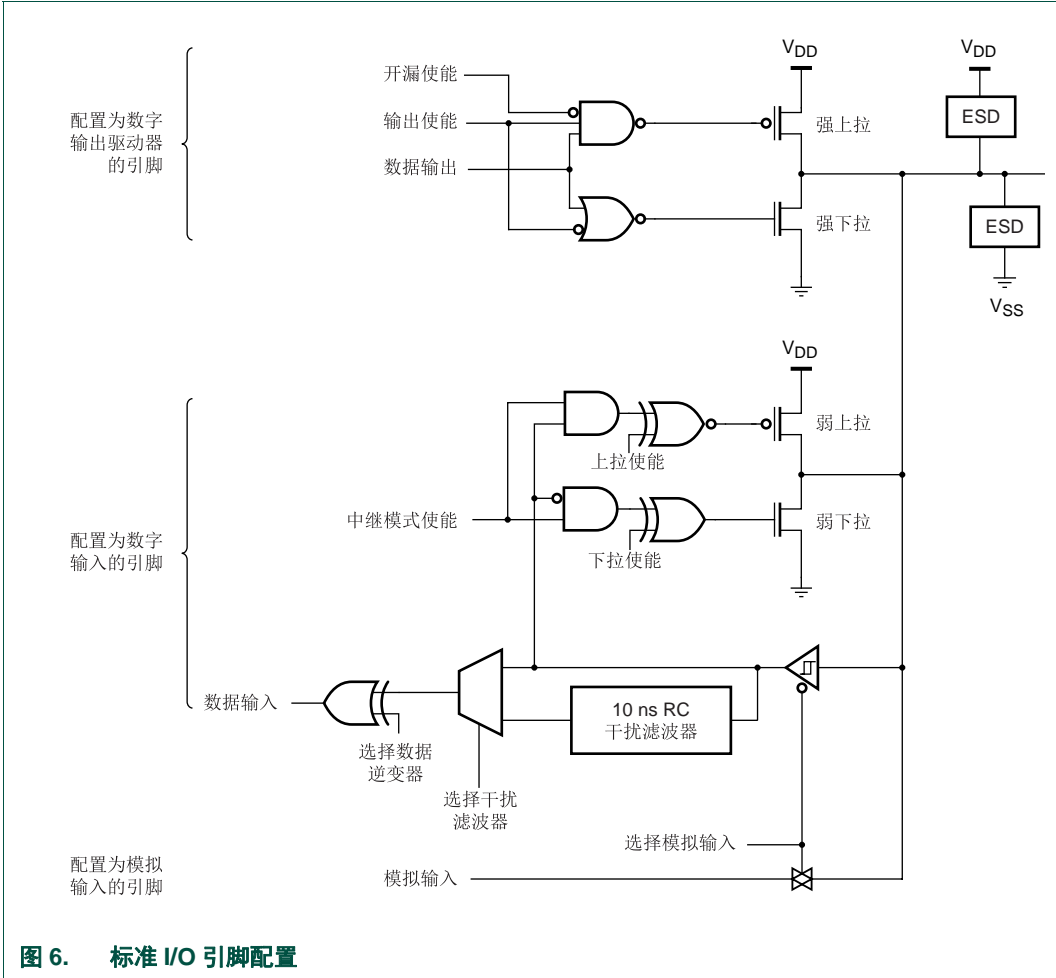 VDD
VDD
开漏使能
ESD
配置为数字
输出驱动器
的引脚
输出使能
强上拉
数据输出
强下拉
ESD
VSS
VDD
弱上拉
上拉使能
中继模式使能
弱下拉
配置为数字
输入的引脚
下拉使能
数据输入
10 ns RC
干扰滤波器
选择数据
逆变器
选择干扰
滤波器
选择模拟输入
配置为模拟
输入的引脚
模拟输入
图 6. 标准 I/O 引脚配置